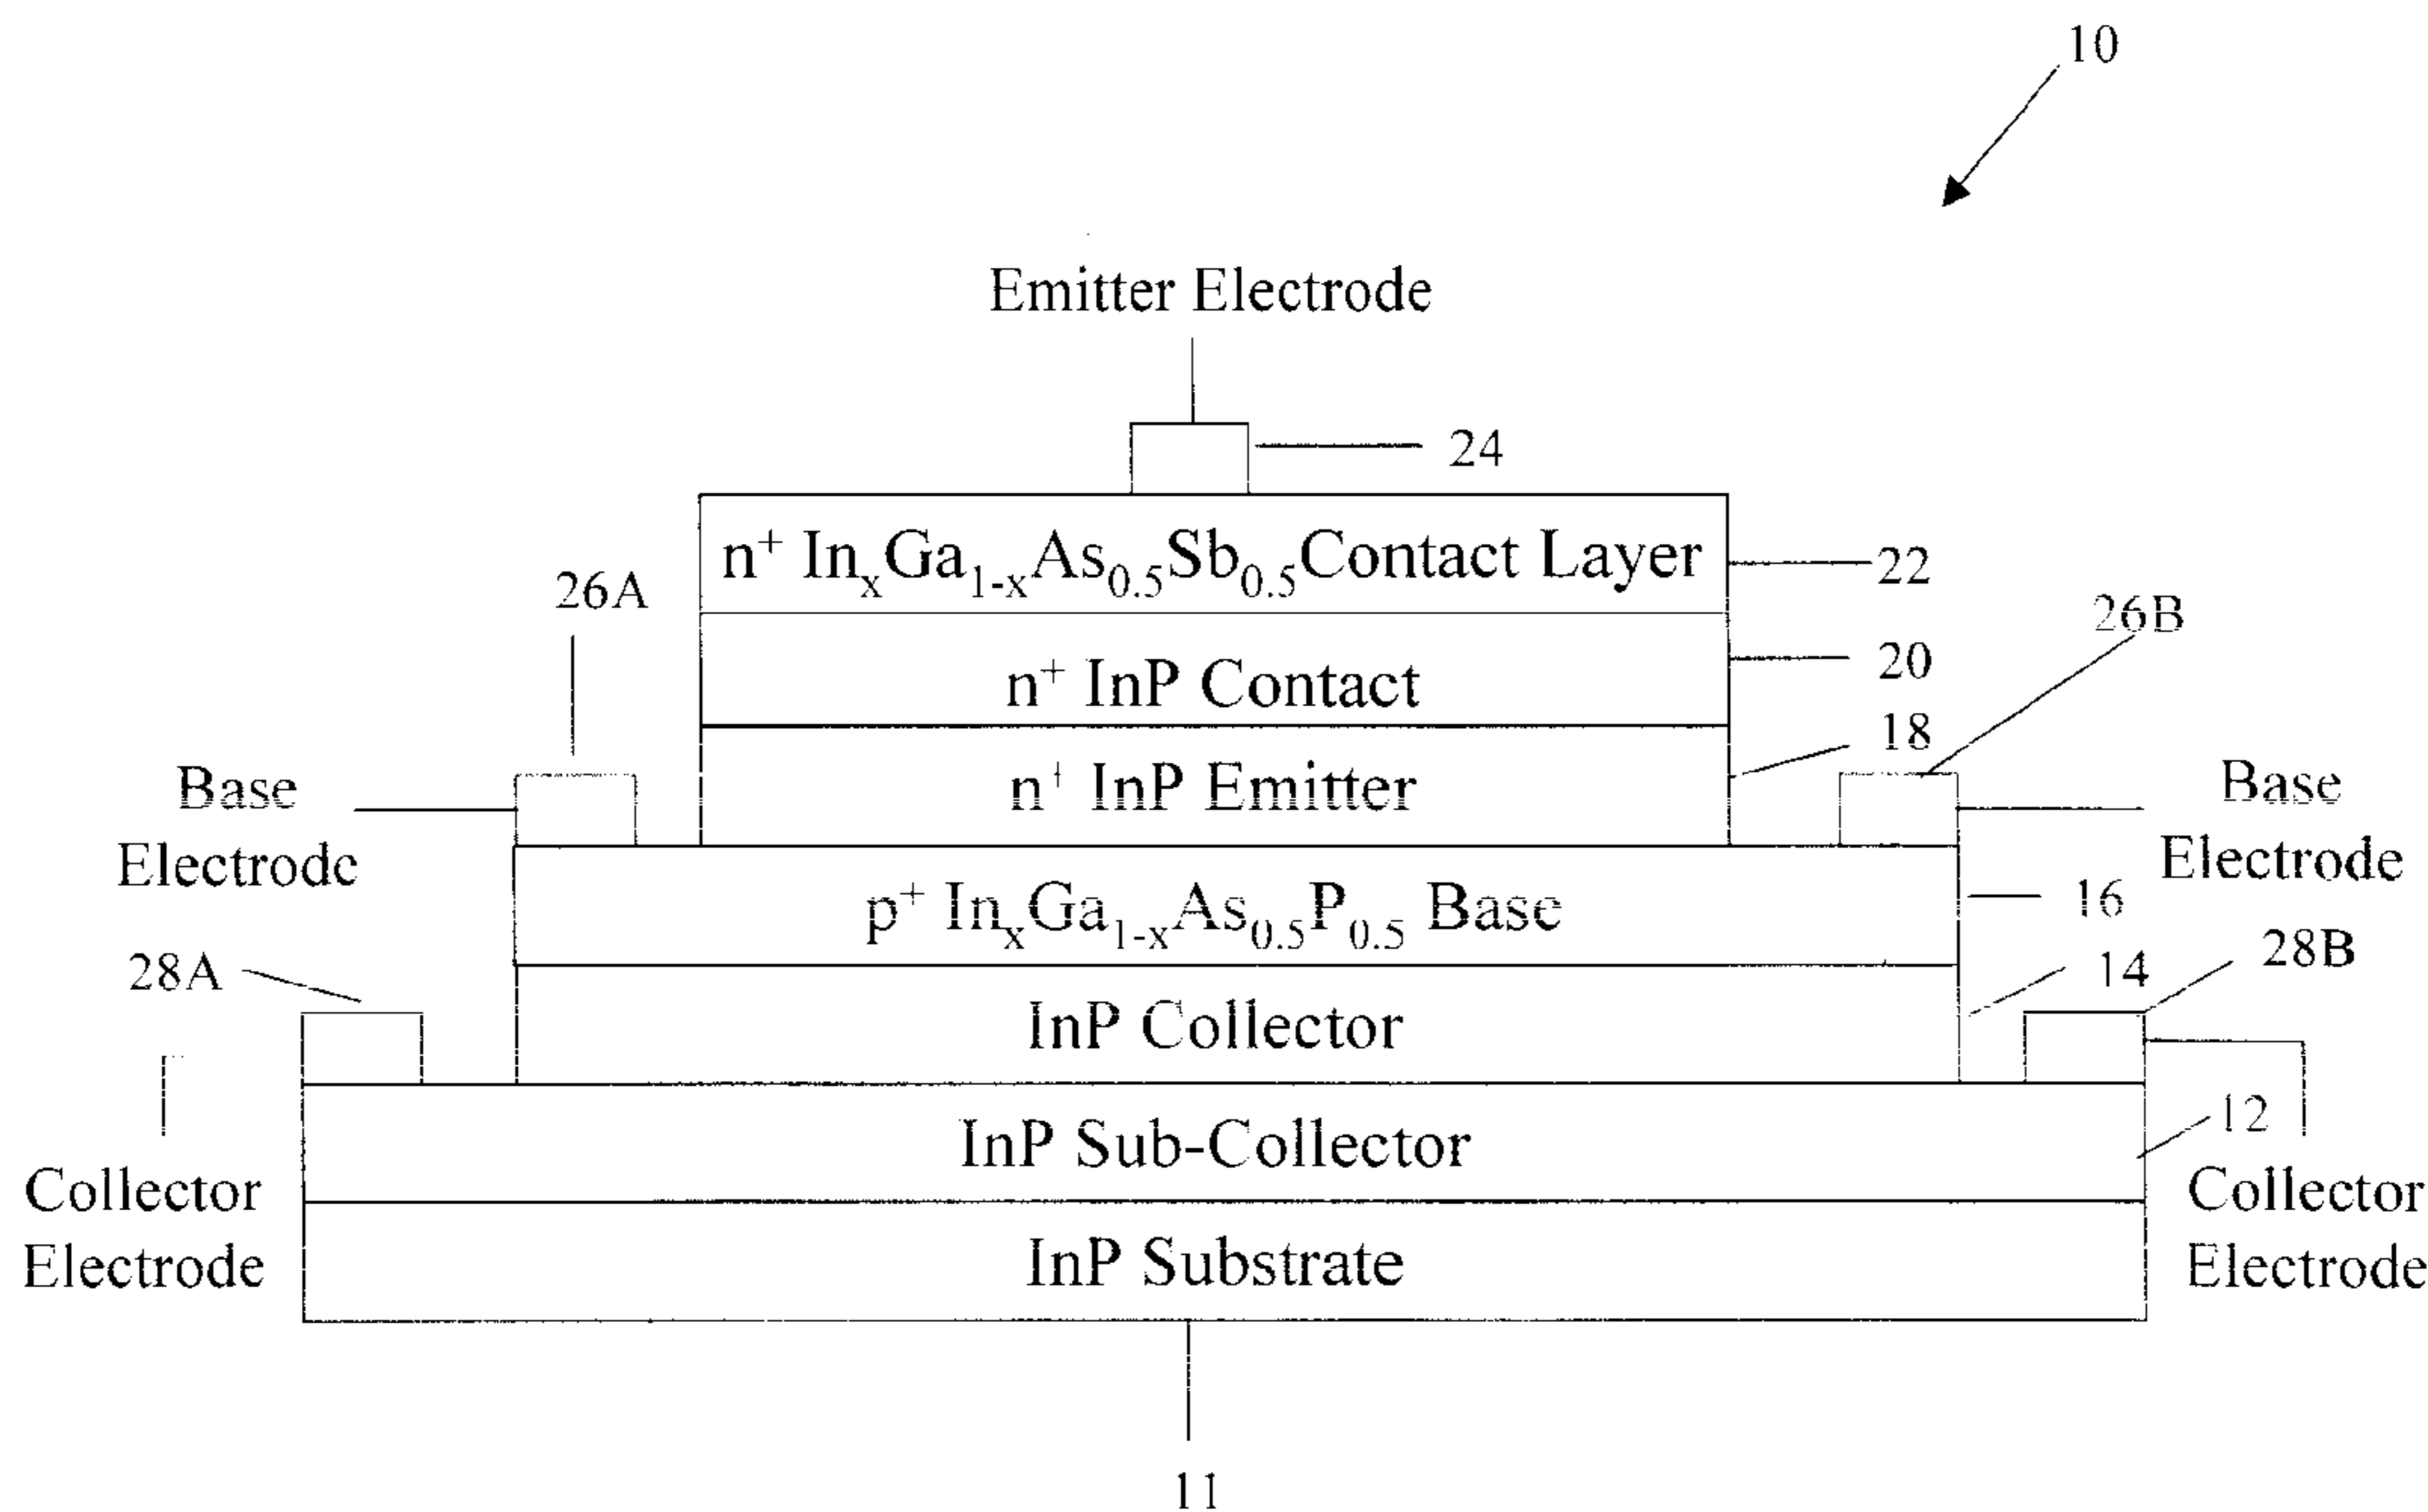 10
Emitter Electrode
24
n⁺ InₓGa₁₋ₓAs₀.₅Sb₀.₅Contact Layer
22
26A
26B
n⁺ InP Contact
20
18
n⁺ InP Emitter
Base
Electrode
Base
Electrode
p⁺ InₓGa₁₋ₓAs₀.₅P₀.₅ Base
16
28A
28B
14
InP Collector
12
InP Sub-Collector
Collector
Electrode
Collector
Electrode
InP Substrate
11